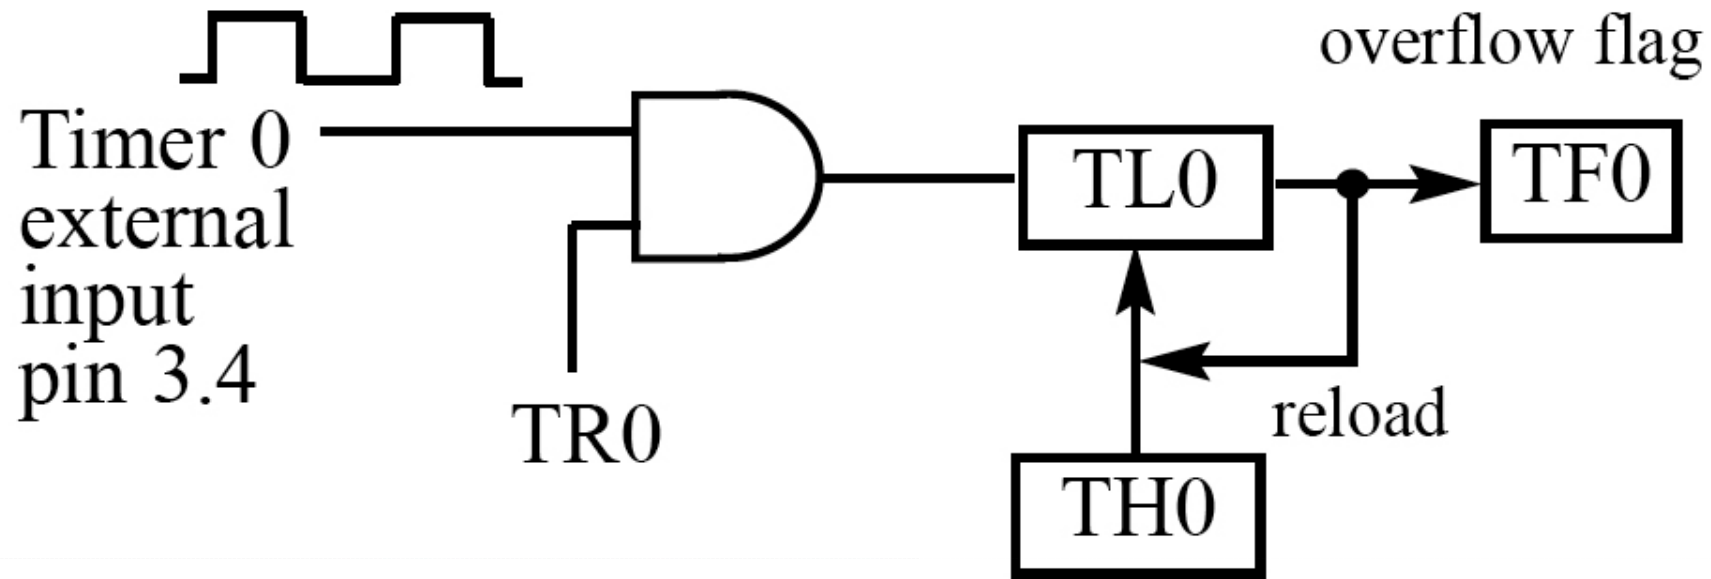 overflow flag
Timer 0
external
input
pin 3.4
TL0
TF0
TR0
reload
TH0